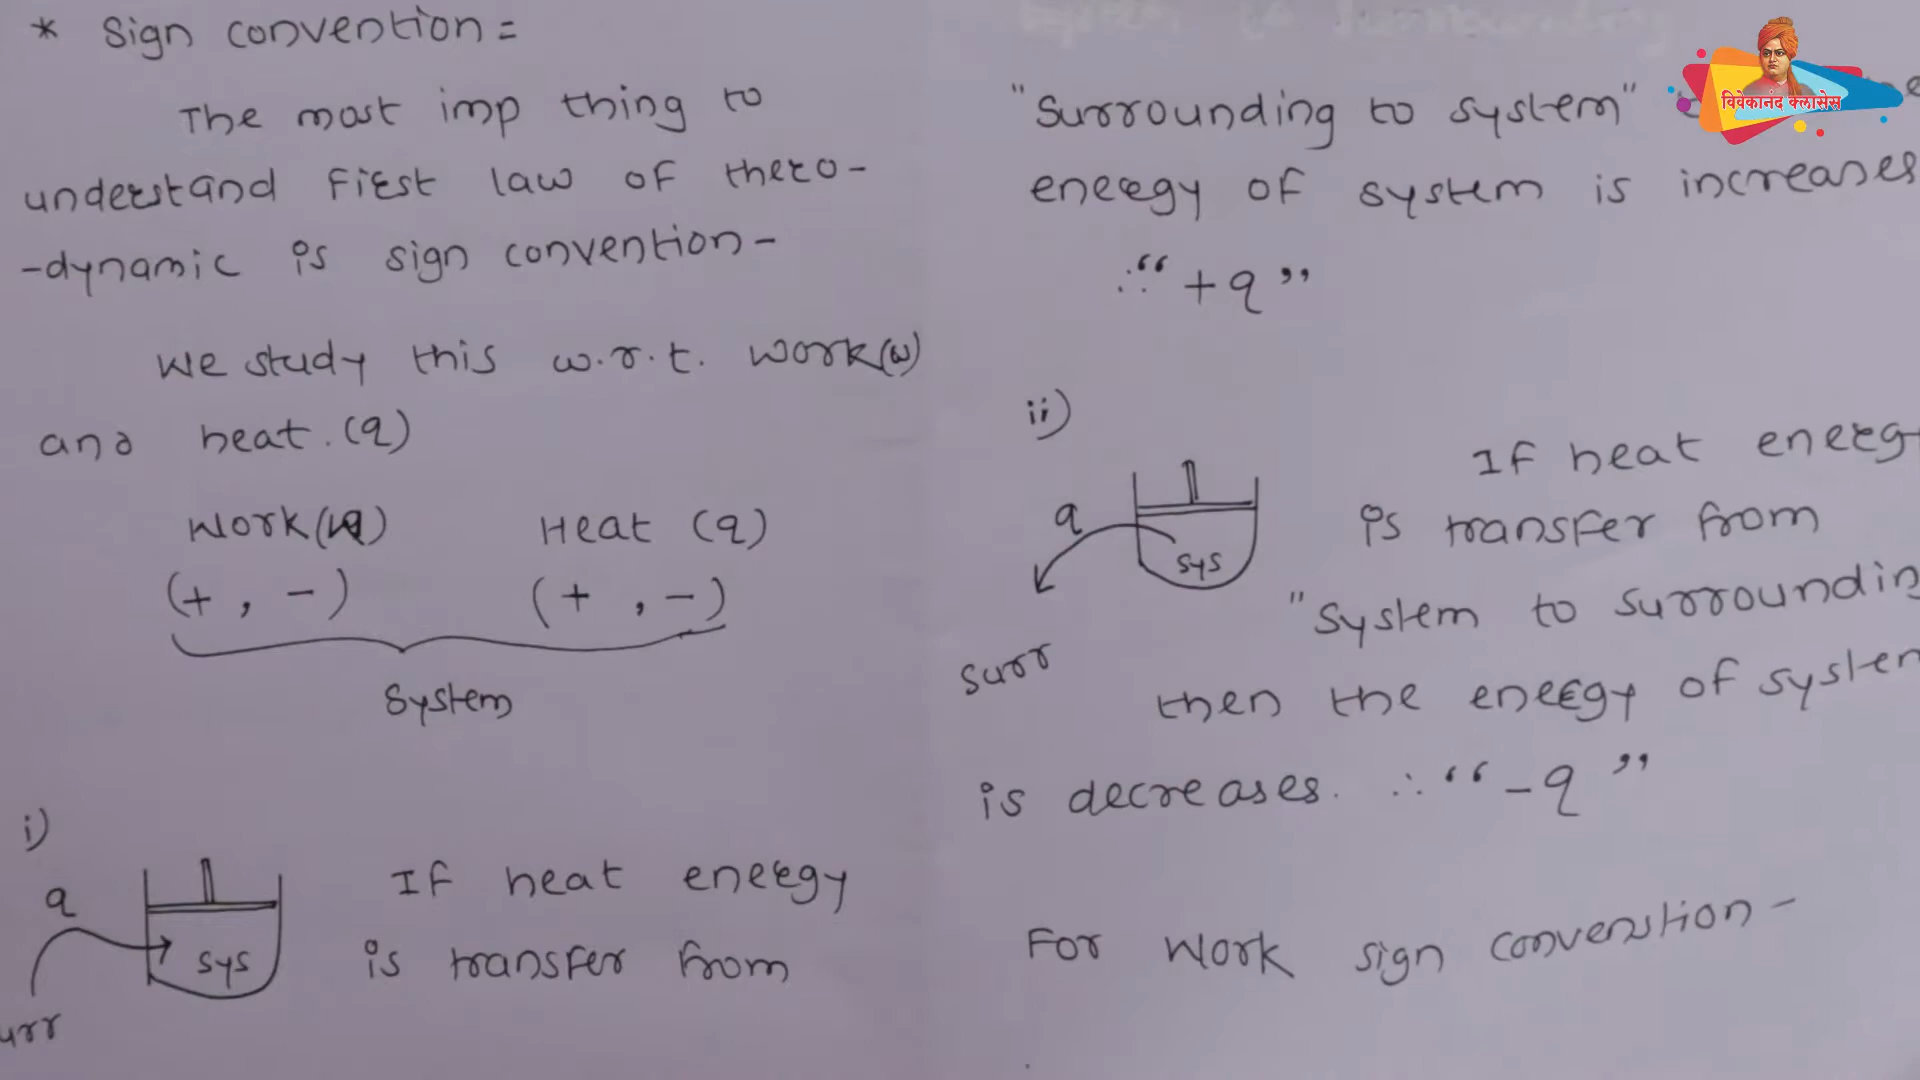 * Sign convention =
The most imp thing to
understand first law of thero-
-dynamic is sign convention-
We study this w.r.t. work(w)
and heat.(q)
Work(W) Heat (q)
(+, -) (+, -)
System
i)
q
sys
urr
If heat energy
is transfer from
"Surrounding to system"
energy of system is increases
∴ “+q”
ii)
q
sys
surr
If heat energ
is transfer from
"System to surroundin
then the energy of system
is decreases. ∴ “-q”
For Work sign convenstion-
विवेकानंद क्लासेस